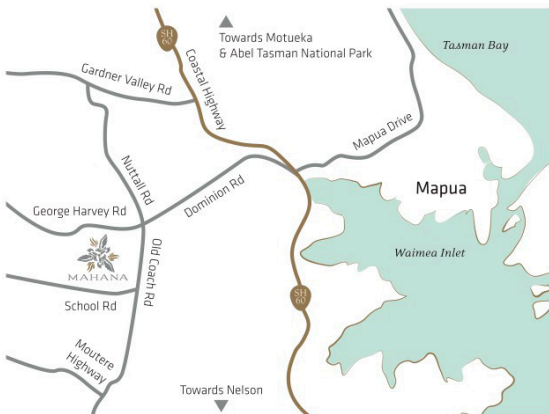 SH
60
Towards Motueka
& Abel Tasman National Park
Tasman Bay
Gardner Valley Rd
Coastal Highway
Mapua Drive
Nuttall Rd
Dominion Rd
Mapua
George Harvey Rd
Waimea Inlet
MAHANA
Old Coach Rd
School Rd
SH
60
Moutere
Highway
Towards Nelson